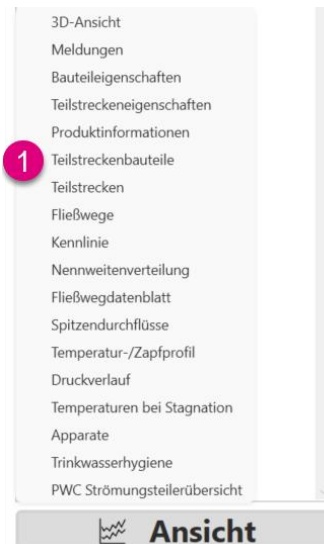 3D-Ansicht
Meldungen
Bauteileigenschaften
Teilstreckeneigenschaften
Produktinformationen
1 Teilstreckenbauteile
Teilstrecken
Fließwege
Kennlinie
Nennweitenverteilung
Fließwegdatenblatt
Spitzendurchflüsse
Temperatur-/Zapfprofil
Druckverlauf
Temperaturen bei Stagnation
Apparate
Trinkwasserhygiene
PWC Strömungsteilerübersicht
Ansicht